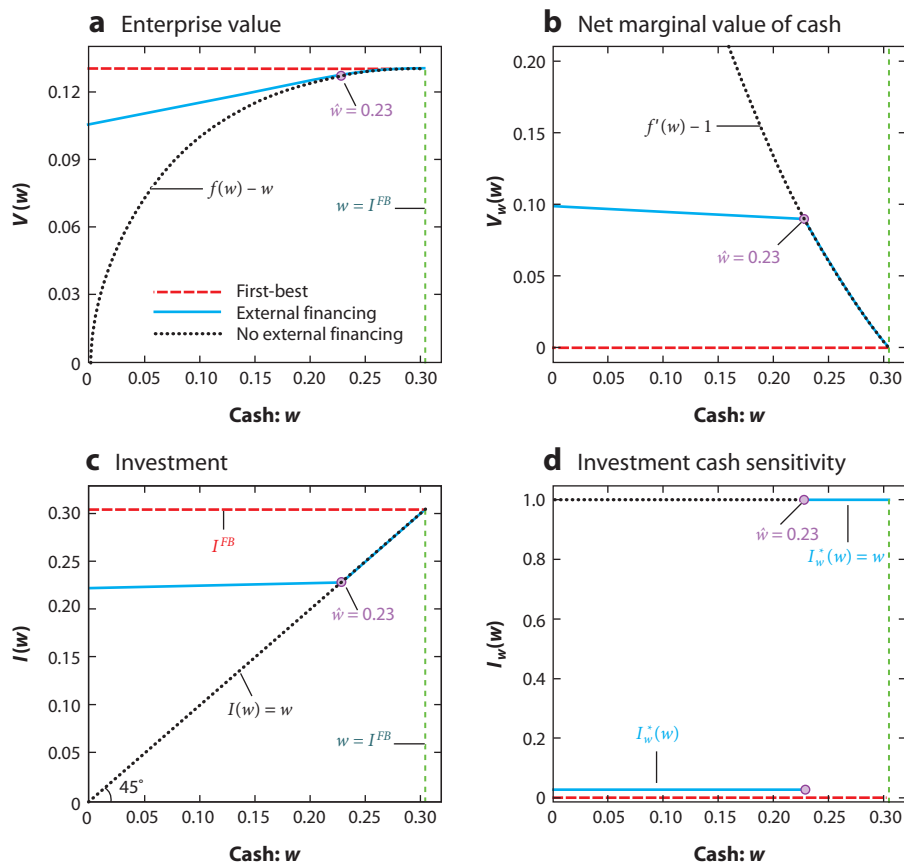 a Enterprise value
V(w)
0.12
0.09
0.06
0.03
0
ŵ = 0.23
f(w) – w
w = I^FB
First-best
External financing
No external financing
0 0.05 0.10 0.15 0.20 0.25 0.30
Cash: w
b Net marginal value of cash
V_w(w)
0.20
0.15
0.10
0.05
0
f'(w) – 1
ŵ = 0.23
0 0.05 0.10 0.15 0.20 0.25 0.30
Cash: w
c Investment
I(w)
0.30
0.25
0.20
0.15
0.10
0.05
0
I^FB
ŵ = 0.23
I(w) = w
w = I^FB
45°
0 0.05 0.10 0.15 0.20 0.25 0.30
Cash: w
d Investment cash sensitivity
I_w(w)
1.0
0.8
0.6
0.4
0.2
0
ŵ = 0.23
I*_w(w) = w
I*_w(w)
0 0.05 0.10 0.15 0.20 0.25 0.30
Cash: w